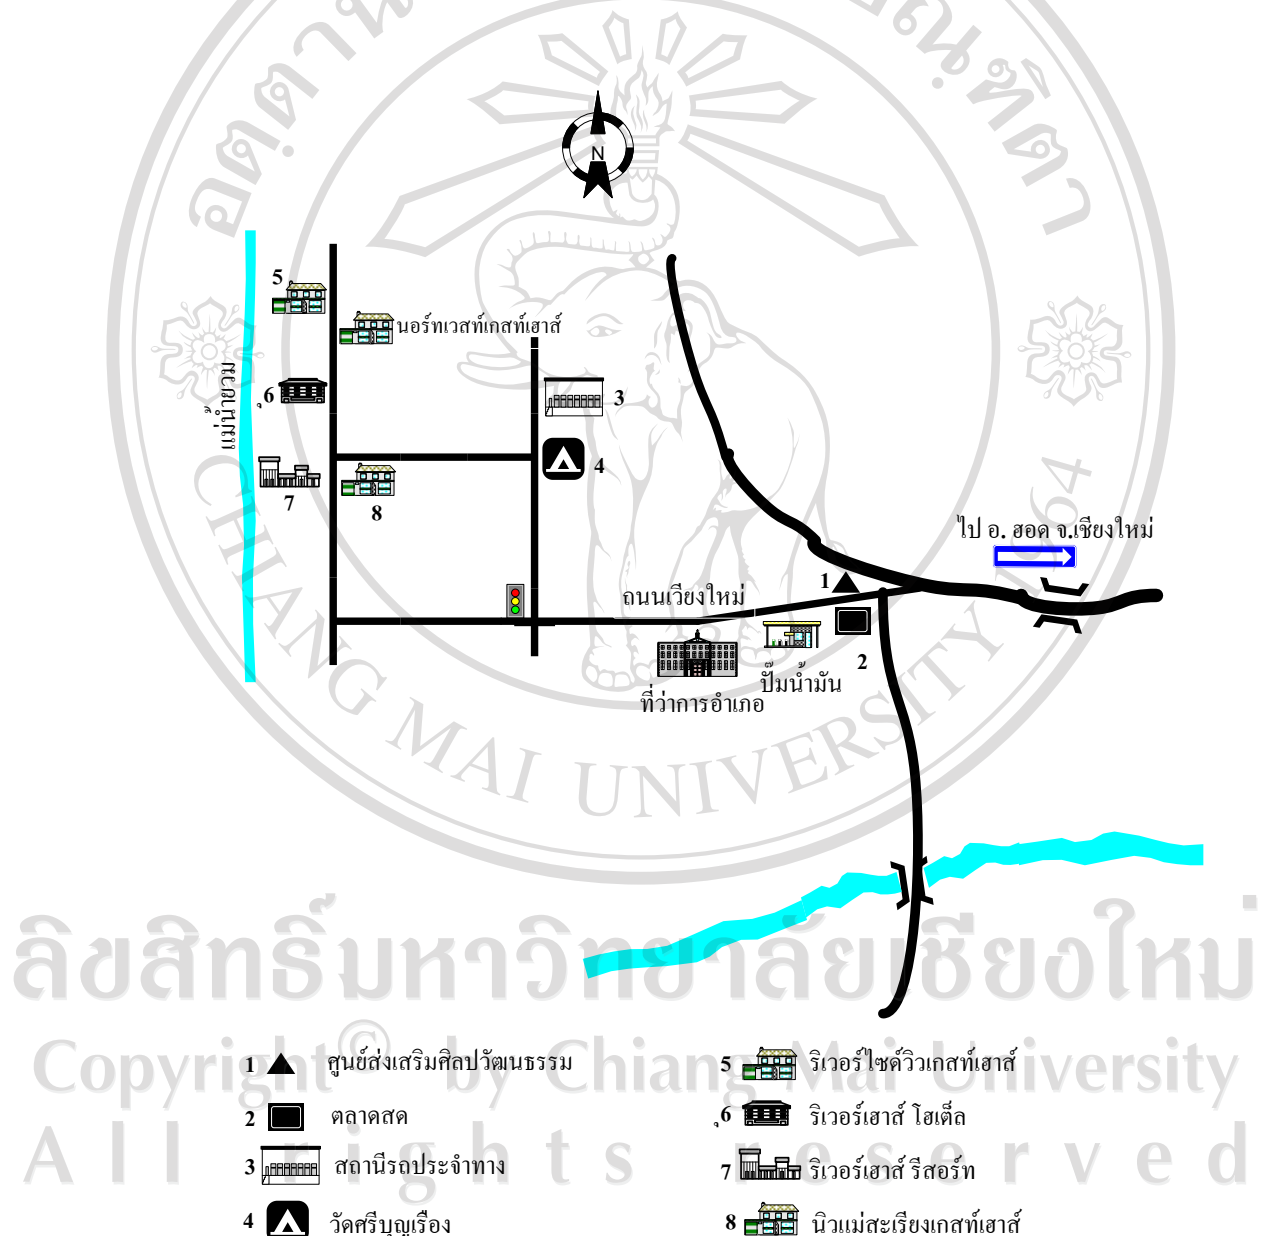 N
5
นอร์ทเวสท์เกสท์เฮาส์
แม่น้ำยวม
6
3
4
7
8
ไป อ. ฮอด จ.เชียงใหม่
1
ถนนเวียงใหม่
2
ปั๊มน้ำมัน
ที่ว่าการอำเภอ
CHIANG MAI UNIVERSITY 1964
ลิขสิทธิ์มหาวิทยาลัยเชียงใหม่
Copyright© by Chiang Mai University
All rights reserved
1 ศูนย์ส่งเสริมศิลปวัฒนธรรม
2 ตลาดสด
3 สถานีรถประจำทาง
4 วัดศรีบุญเรือง
5 ริเวอร์ไซด์วิวเกสท์เฮาส์
6 ริเวอร์เฮาส์ โฮเต็ล
7 ริเวอร์เฮาส์ รีสอร์ท
8 นิวแม่สะเรียงเกสท์เฮาส์